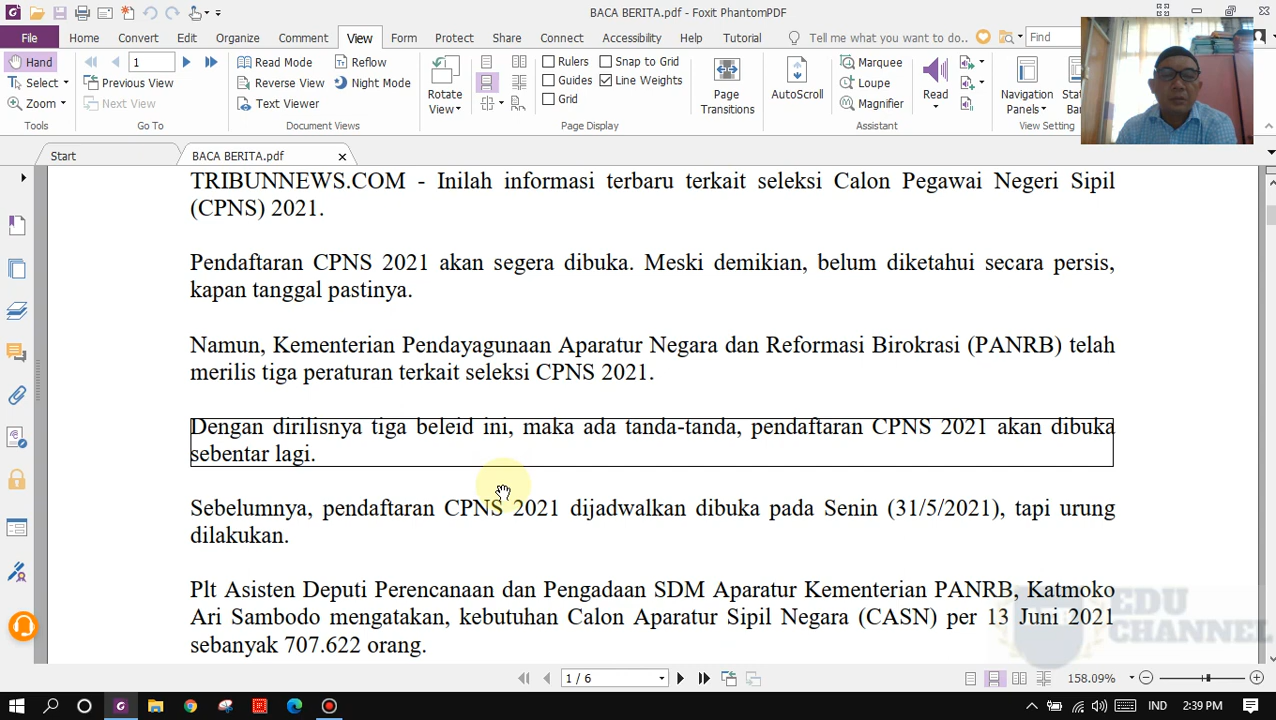 BACA BERITA.pdf - Foxit PhantomPDF
File Home Convert Edit Organize Comment View Form Protect Share Connect Accessibility Help Tutorial Tell me what you want to do.. Find
Hand 1 Read Mode Reflow Rulers Snap to Grid Marquee
Select Previous View Reverse View Night Mode Guides Line Weights Loupe
Zoom Next View Text Viewer Grid Magnifier
Rotate View Page Transitions AutoScroll Read Navigation Panels
Tools Go To Document Views Page Display Assistant View Setting
Start BACA BERITA.pdf
TRIBUNNEWS.COM - Inilah informasi terbaru terkait seleksi Calon Pegawai Negeri Sipil
(CPNS) 2021.
Pendaftaran CPNS 2021 akan segera dibuka. Meski demikian, belum diketahui secara persis,
kapan tanggal pastinya.
Namun, Kementerian Pendayagunaan Aparatur Negara dan Reformasi Birokrasi (PANRB) telah
merilis tiga peraturan terkait seleksi CPNS 2021.
Dengan dirilisnya tiga beleid ini, maka ada tanda-tanda, pendaftaran CPNS 2021 akan dibuka
sebentar lagi.
Sebelumnya, pendaftaran CPNS 2021 dijadwalkan dibuka pada Senin (31/5/2021), tapi urung
dilakukan.
Plt Asisten Deputi Perencanaan dan Pengadaan SDM Aparatur Kementerian PANRB, Katmoko
Ari Sambodo mengatakan, kebutuhan Calon Aparatur Sipil Negara (CASN) per 13 Juni 2021
sebanyak 707.622 orang.
EDU
CHANNEL
1 / 6 158.09%
IND 2:39 PM